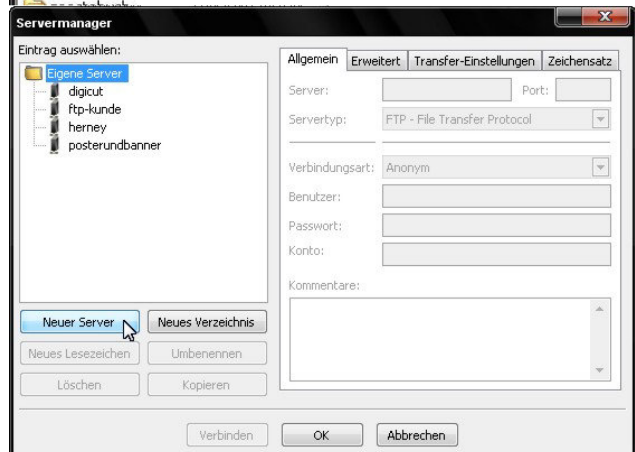 Servermanager
Eintrag auswählen:
Eigene Server
digicut
ftp-kunde
herney
posterundbanner
Neuer Server
Neues Verzeichnis
Neues Lesezeichen
Umbenennen
Löschen
Kopieren
Allgemein
Erweitert
Transfer-Einstellungen
Zeichensatz
Server:
Port:
Servertyp:
FTP - File Transfer Protocol
Verbindungsart:
Anonym
Benutzer:
Passwort:
Konto:
Kommentare:
Verbinden
OK
Abbrechen